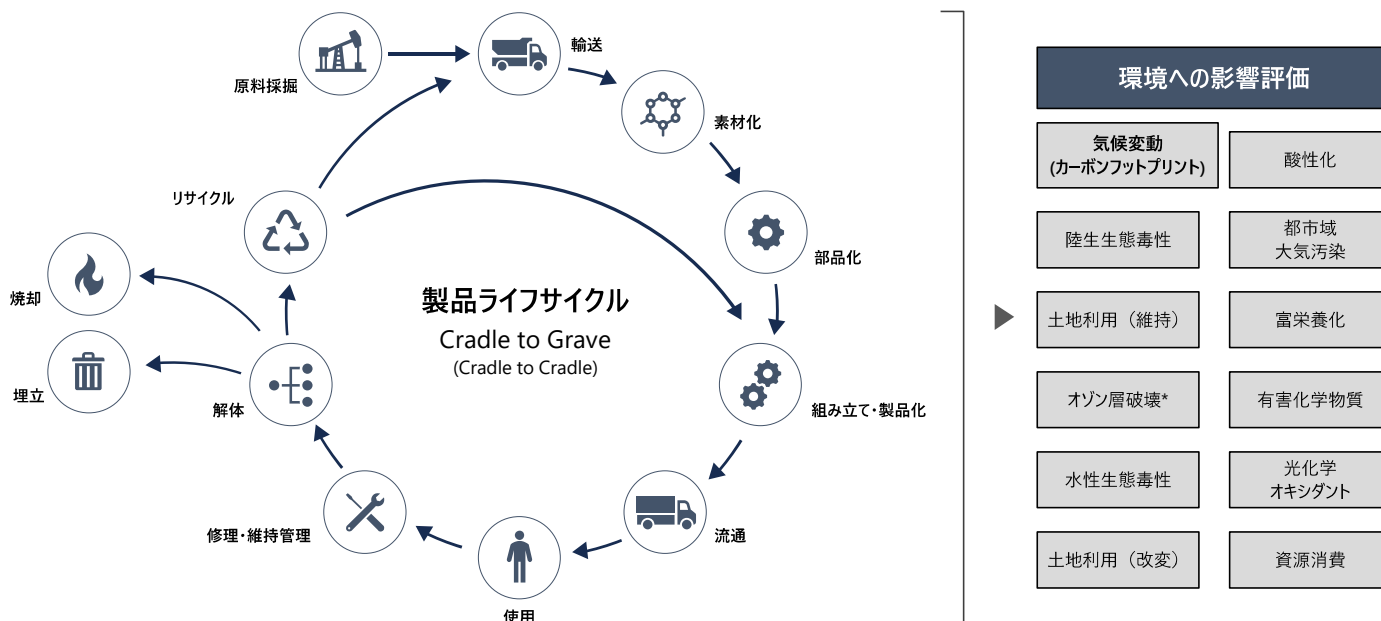 原料採掘
輸送
素材化
部品化
組み立て・製品化
流通
使用
修理・維持管理
解体
リサイクル
焼却
埋立
製品ライフサイクル
Cradle to Grave
(Cradle to Cradle)
環境への影響評価
気候変動
(カーボンフットプリント)
酸性化
陸生生態毒性
都市域
大気汚染
土地利用（維持）
富栄養化
オゾン層破壊*
有害化学物質
水性生態毒性
光化学
オキシダント
土地利用（改変）
資源消費